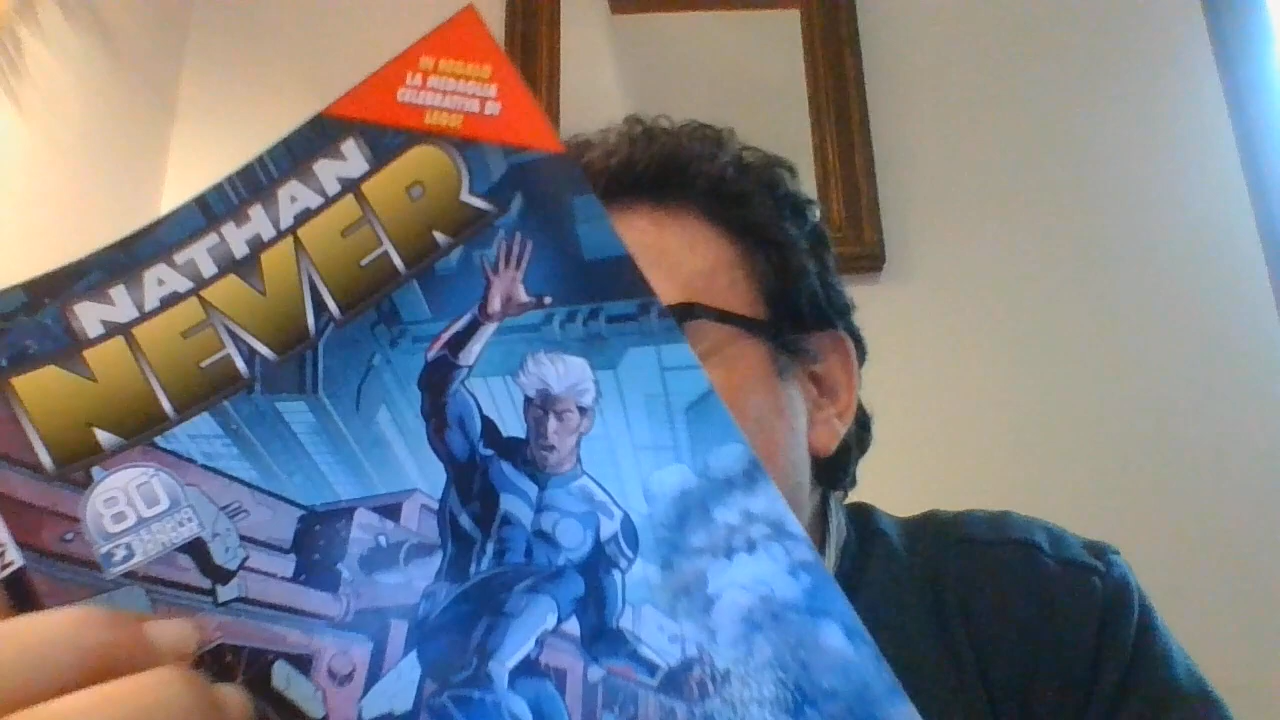 IN REGALO
LA MEDAGLIA
CELEBRATIVA DI
LEGS!
NATHAN
NEVER
80